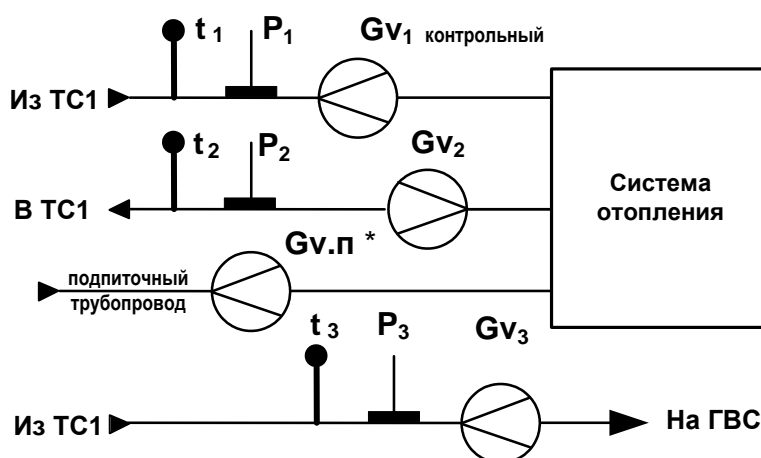 t 1 P1 Gv1 контрольный
Из ТС1
t 2 P2 Gv2
В ТС1
Система
отопления
Gv.п *
подпиточный
трубопровод
t 3 P3 Gv3
Из ТС1
На ГВС